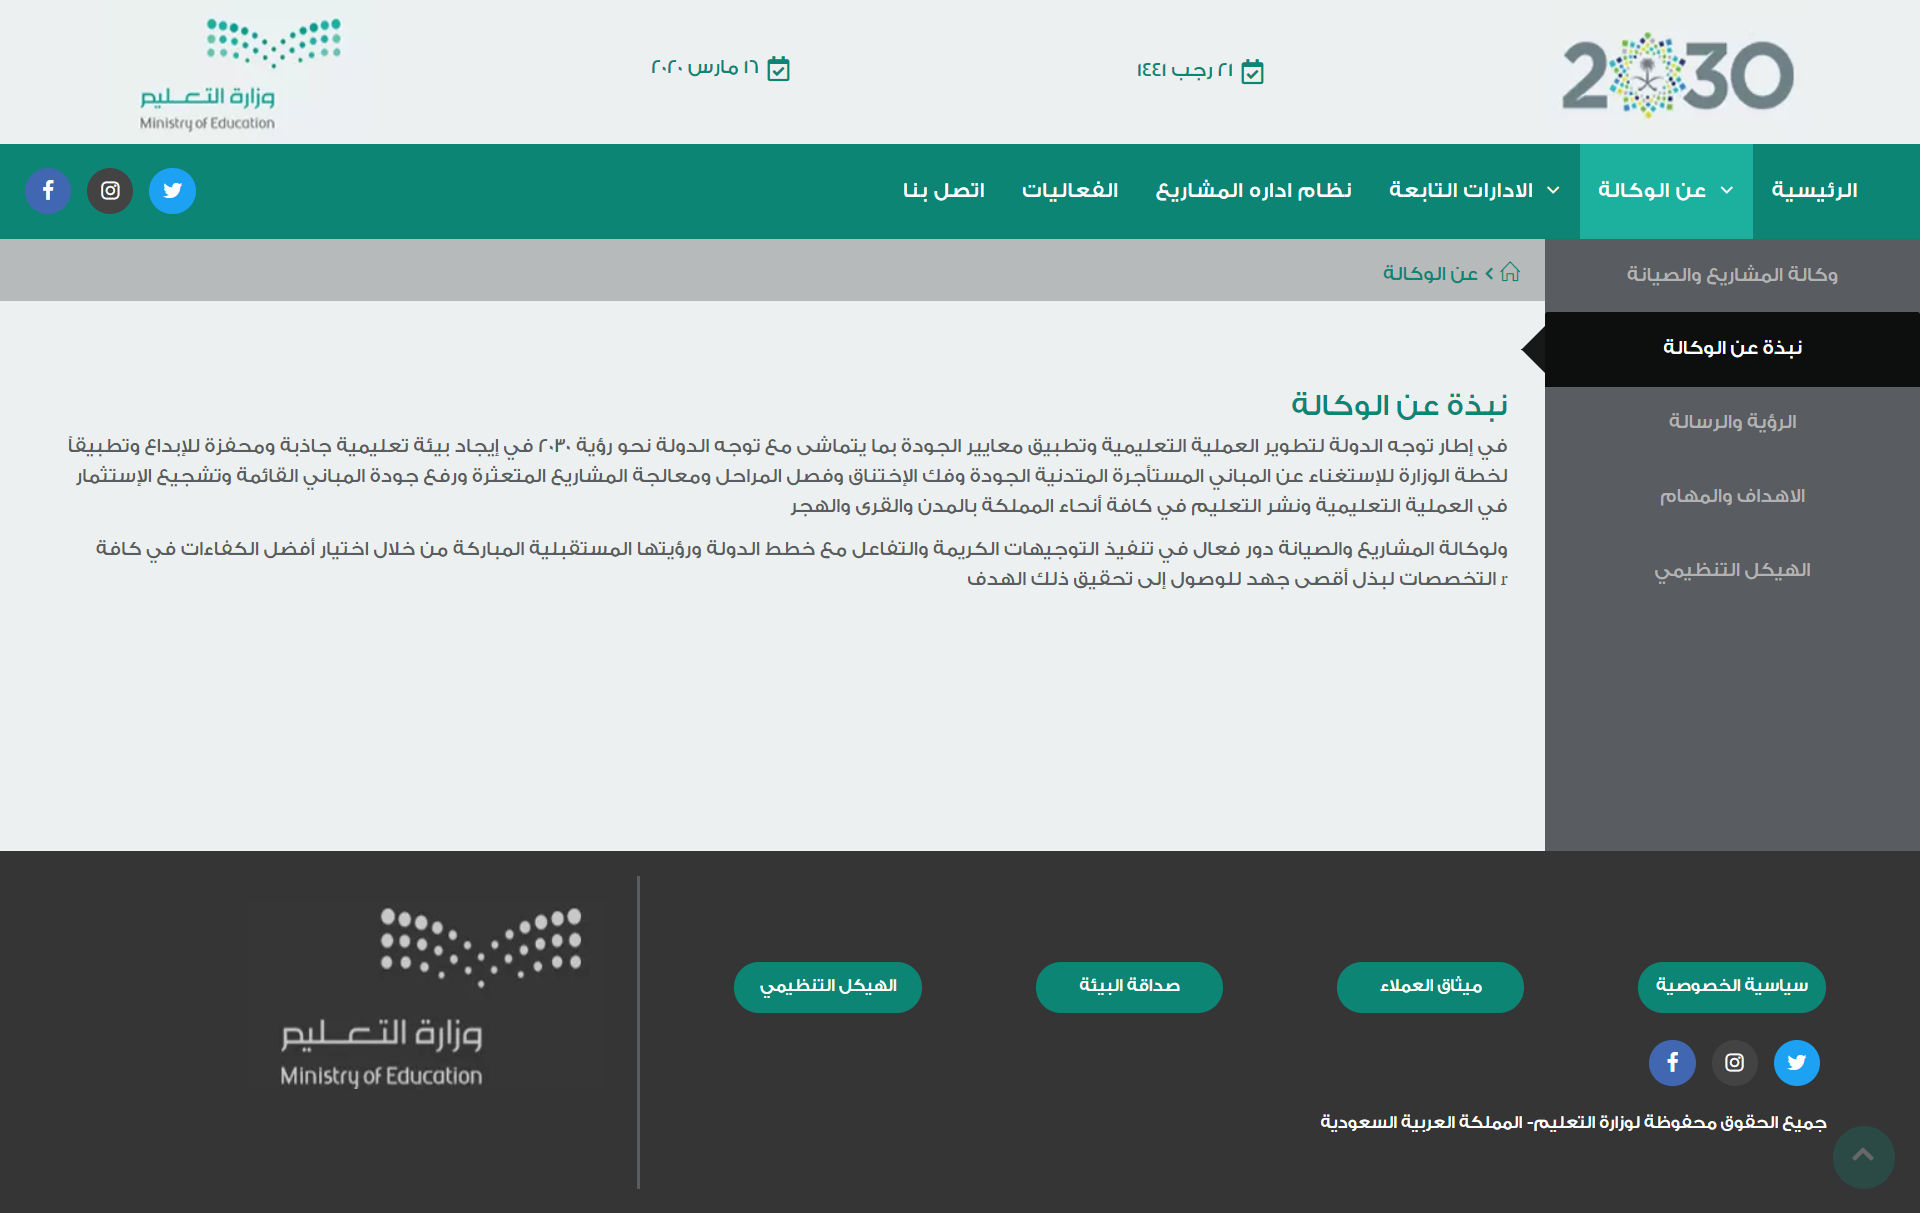 2030
٢١ رجب ١٤٤١
١٦ مارس ٢٠٢٠
وزارة التعليم
Ministry of Education
الرئيسية
عن الوكالة
الادارات التابعة
نظام اداره المشاريع
الفعاليات
اتصل بنا
وكالة المشاريع والصيانة
نبذة عن الوكالة
الرؤية والرسالة
الاهداف والمهام
الهيكل التنظيمي
عن الوكالة
نبذة عن الوكالة
في إطار توجه الدولة لتطوير العملية التعليمية وتطبيق معايير الجودة بما يتماشى مع توجه الدولة نحو رؤية ٢٠٣٠ في إيجاد بيئة تعليمية جاذبة ومحفزة للإبداع وتطبيقاً
لخطة الوزارة للإستغناء عن المباني المستأجرة المتدنية الجودة وفك الإختناق وفصل المراحل ومعالجة المشاريع المتعثرة ورفع جودة المباني القائمة وتشجيع الإستثمار
في العملية التعليمية ونشر التعليم في كافة أنحاء المملكة بالمدن والقرى والهجر
ولوكالة المشاريع والصيانة دور فعال في تنفيذ التوجيهات الكريمة والتفاعل مع خطط الدولة ورؤيتها المستقبلية المباركة من خلال اختيار أفضل الكفاءات في كافة
r التخصصات لبذل أقصى جهد للوصول إلى تحقيق ذلك الهدف
سياسية الخصوصية
ميثاق العملاء
صداقة البيئة
الهيكل التنظيمي
جميع الحقوق محفوظة لوزارة التعليم- المملكة العربية السعودية
وزارة التعليم
Ministry of Education